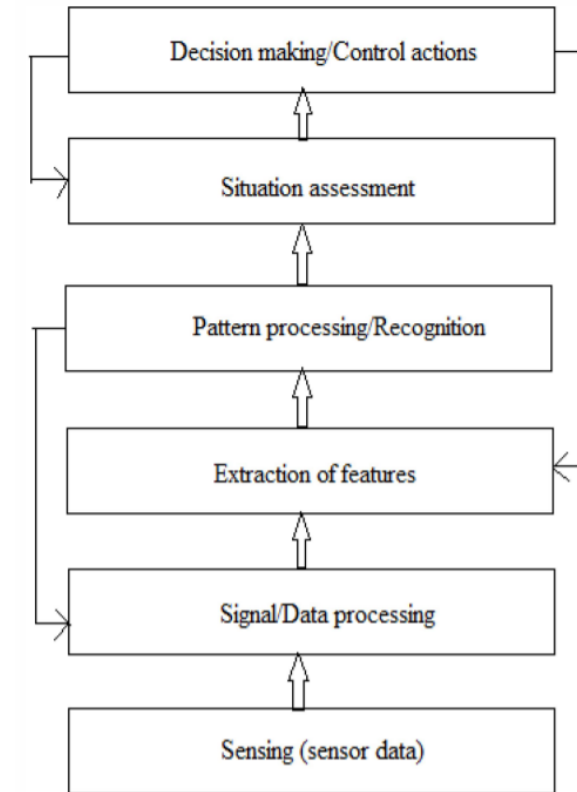 Decision making/Control actions
Situation assessment
Pattern processing/Recognition
Extraction of features
Signal/Data processing
Sensing (sensor data)